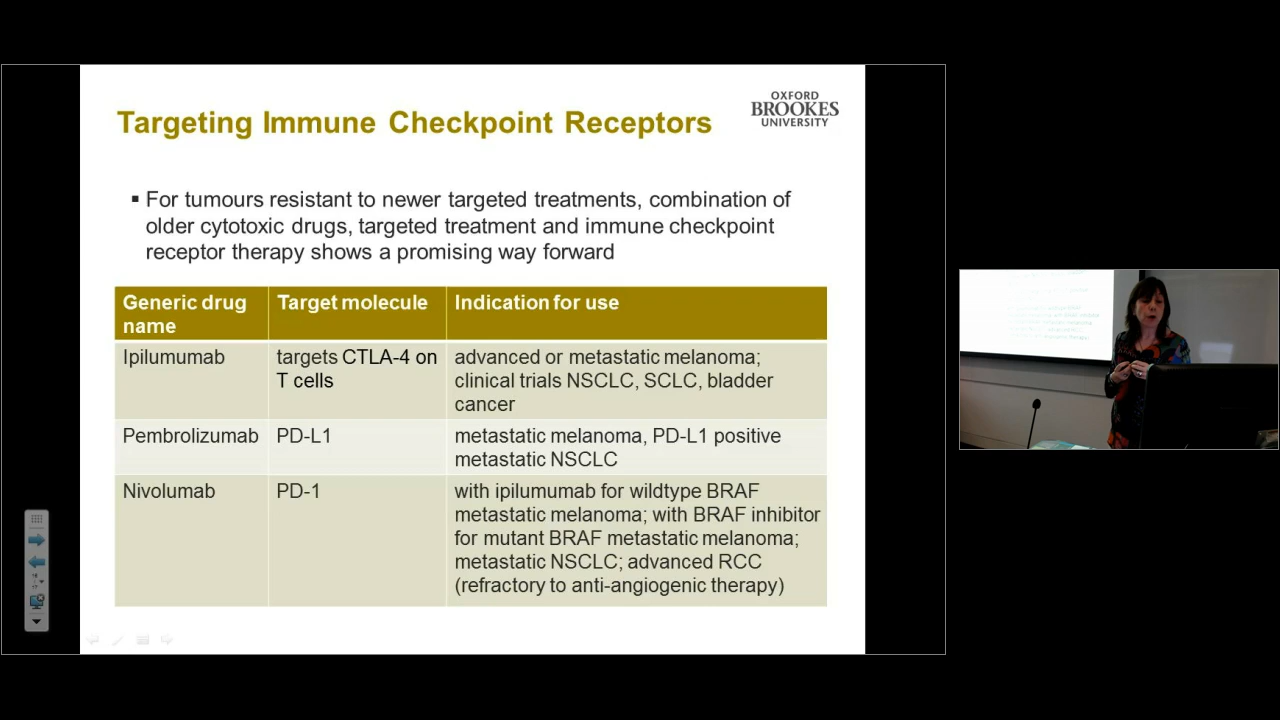 Targeting Immune Checkpoint Receptors
OXFORD
BROOKES
UNIVERSITY
▪ For tumours resistant to newer targeted treatments, combination of
older cytotoxic drugs, targeted treatment and immune checkpoint
receptor therapy shows a promising way forward
Generic drug
name
Target molecule
Indication for use
Ipilumumab
targets CTLA-4 on
T cells
advanced or metastatic melanoma;
clinical trials NSCLC, SCLC, bladder
cancer
Pembrolizumab
PD-L1
metastatic melanoma, PD-L1 positive
metastatic NSCLC
Nivolumab
PD-1
with ipilumumab for wildtype BRAF
metastatic melanoma; with BRAF inhibitor
for mutant BRAF metastatic melanoma;
metastatic NSCLC; advanced RCC
(refractory to anti-angiogenic therapy)